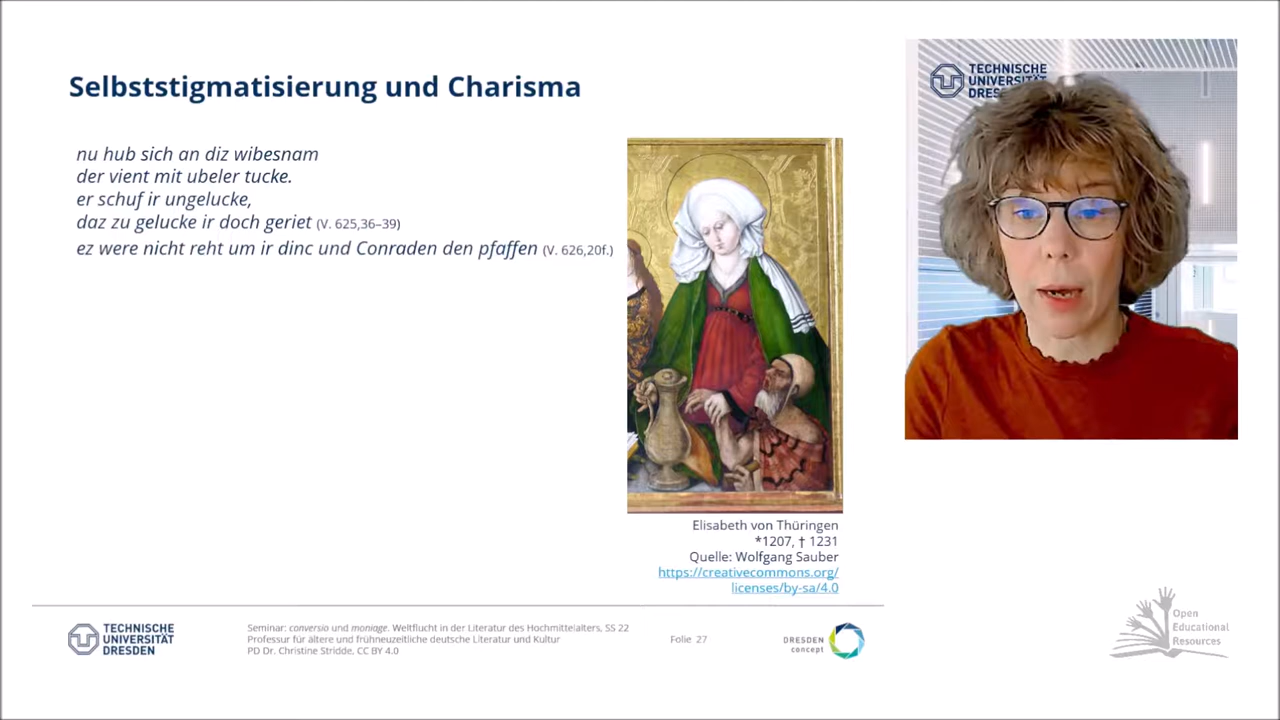 Selbststigmatisierung und Charisma
nu hub sich an diz wibesnam
der vient mit ubeler tucke.
er schuf ir ungelucke,
daz zu gelucke ir doch geriet (V. 625,36–39)
ez were nicht reht um ir dinc und Conraden den pfaffen (V. 626,20f.)
Elisabeth von Thüringen
*1207, † 1231
Quelle: Wolfgang Sauber
https://creativecommons.org/
licenses/by-sa/4.0
TECHNISCHE
UNIVERSITÄT
DRES
TECHNISCHE
UNIVERSITÄT
DRESDEN
Seminar: conversio und moniage. Weltflucht in der Literatur des Hochmittelalters, SS 22
Professur für ältere und frühneuzeitliche deutsche Literatur und Kultur
PD Dr. Christine Stridde, CC BY 4.0
Folie 27
DRESDEN
concept
Open
Educational
Resources